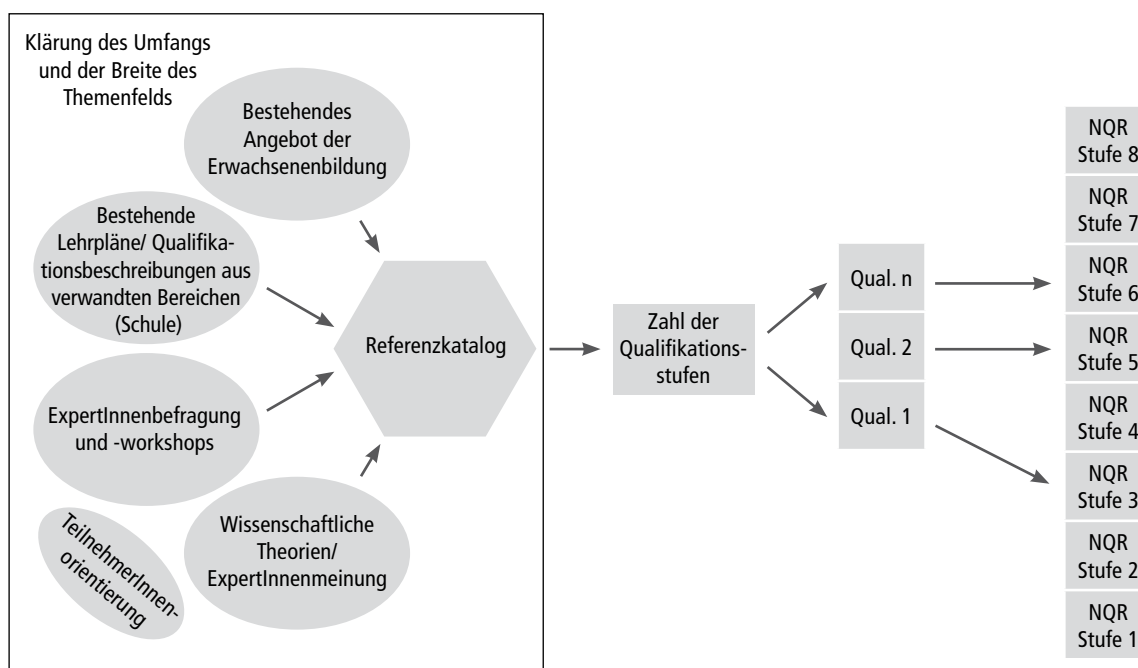 Klärung des Umfangs
und der Breite des
Themenfelds
Bestehendes
Angebot der
Erwachsenenbildung
Bestehende
Lehrpläne/ Qualifika-
tionsbeschreibungen aus
verwandten Bereichen
(Schule)
ExpertInnenbefragung
und -workshops
TeilnehmerInnen-
orientierung
Wissenschaftliche
Theorien/
ExpertInnenmeinung
Referenzkatalog
Zahl der
Qualifikations-
stufen
Qual. n
Qual. 2
Qual. 1
NQR
Stufe 8
NQR
Stufe 7
NQR
Stufe 6
NQR
Stufe 5
NQR
Stufe 4
NQR
Stufe 3
NQR
Stufe 2
NQR
Stufe 1